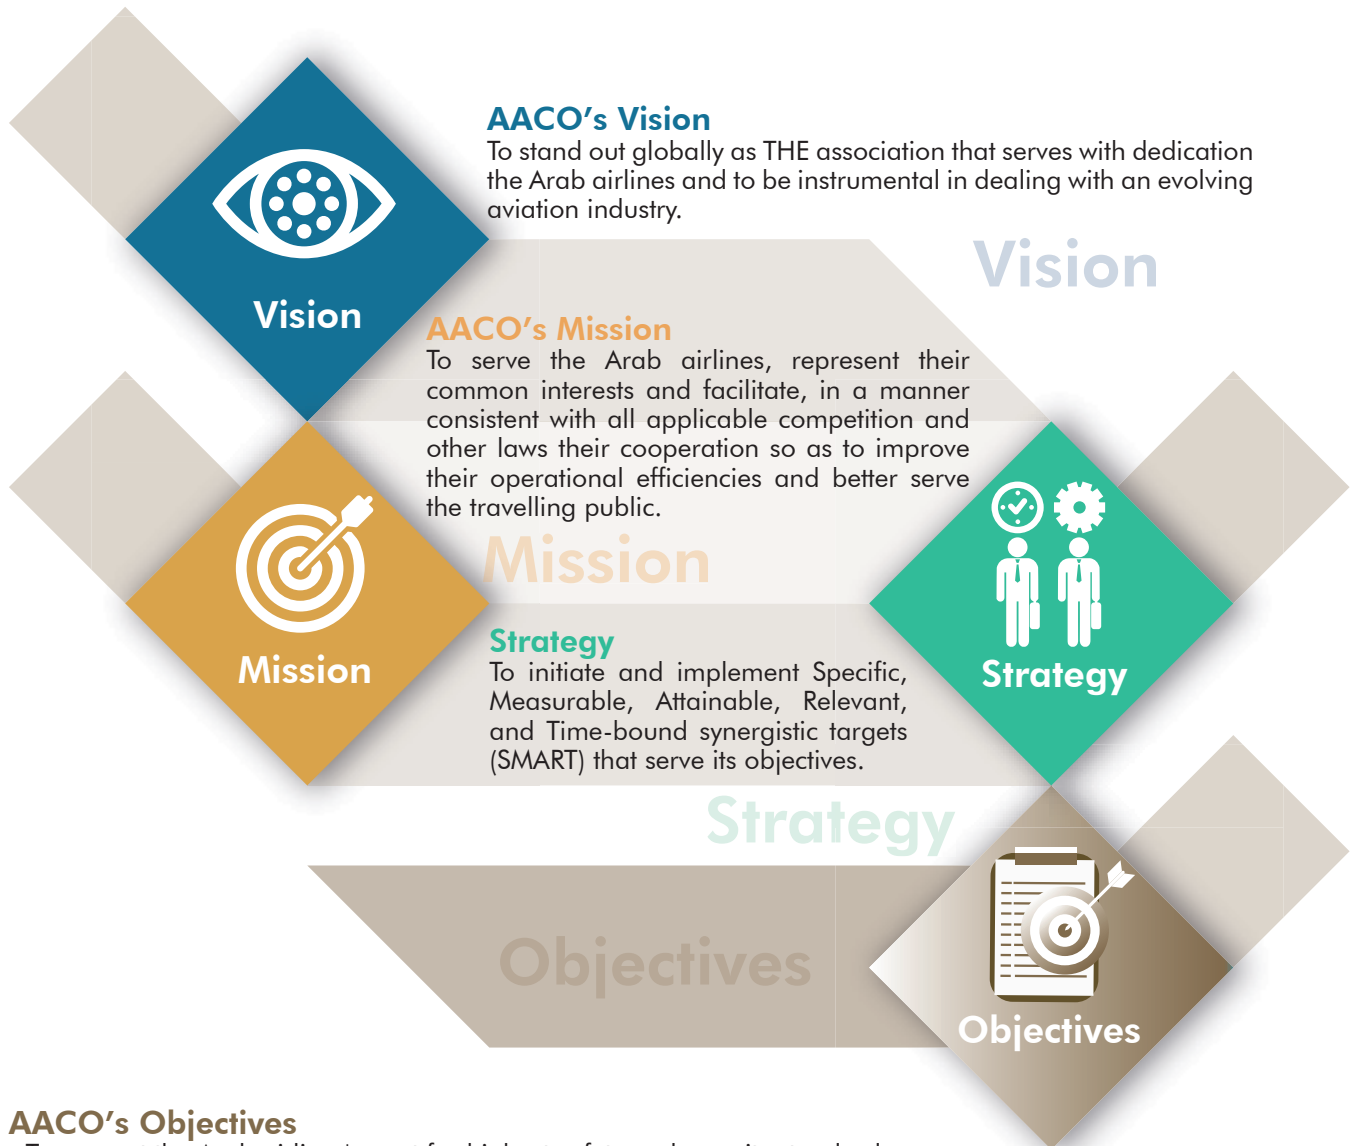 AACO’s Vision
To stand out globally as THE association that serves with dedication
the Arab airlines and to be instrumental in dealing with an evolving
aviation industry.
Vision
Vision
AACO’s Mission
To serve the Arab airlines, represent their
common interests and facilitate, in a manner
consistent with all applicable competition and
other laws their cooperation so as to improve
their operational efficiencies and better serve
the travelling public.
Mission
Mission
Strategy
To initiate and implement Specific,
Measurable, Attainable, Relevant,
and Time-bound synergistic targets
(SMART) that serve its objectives.
Strategy
Strategy
Objectives
Objectives
AACO’s Objectives